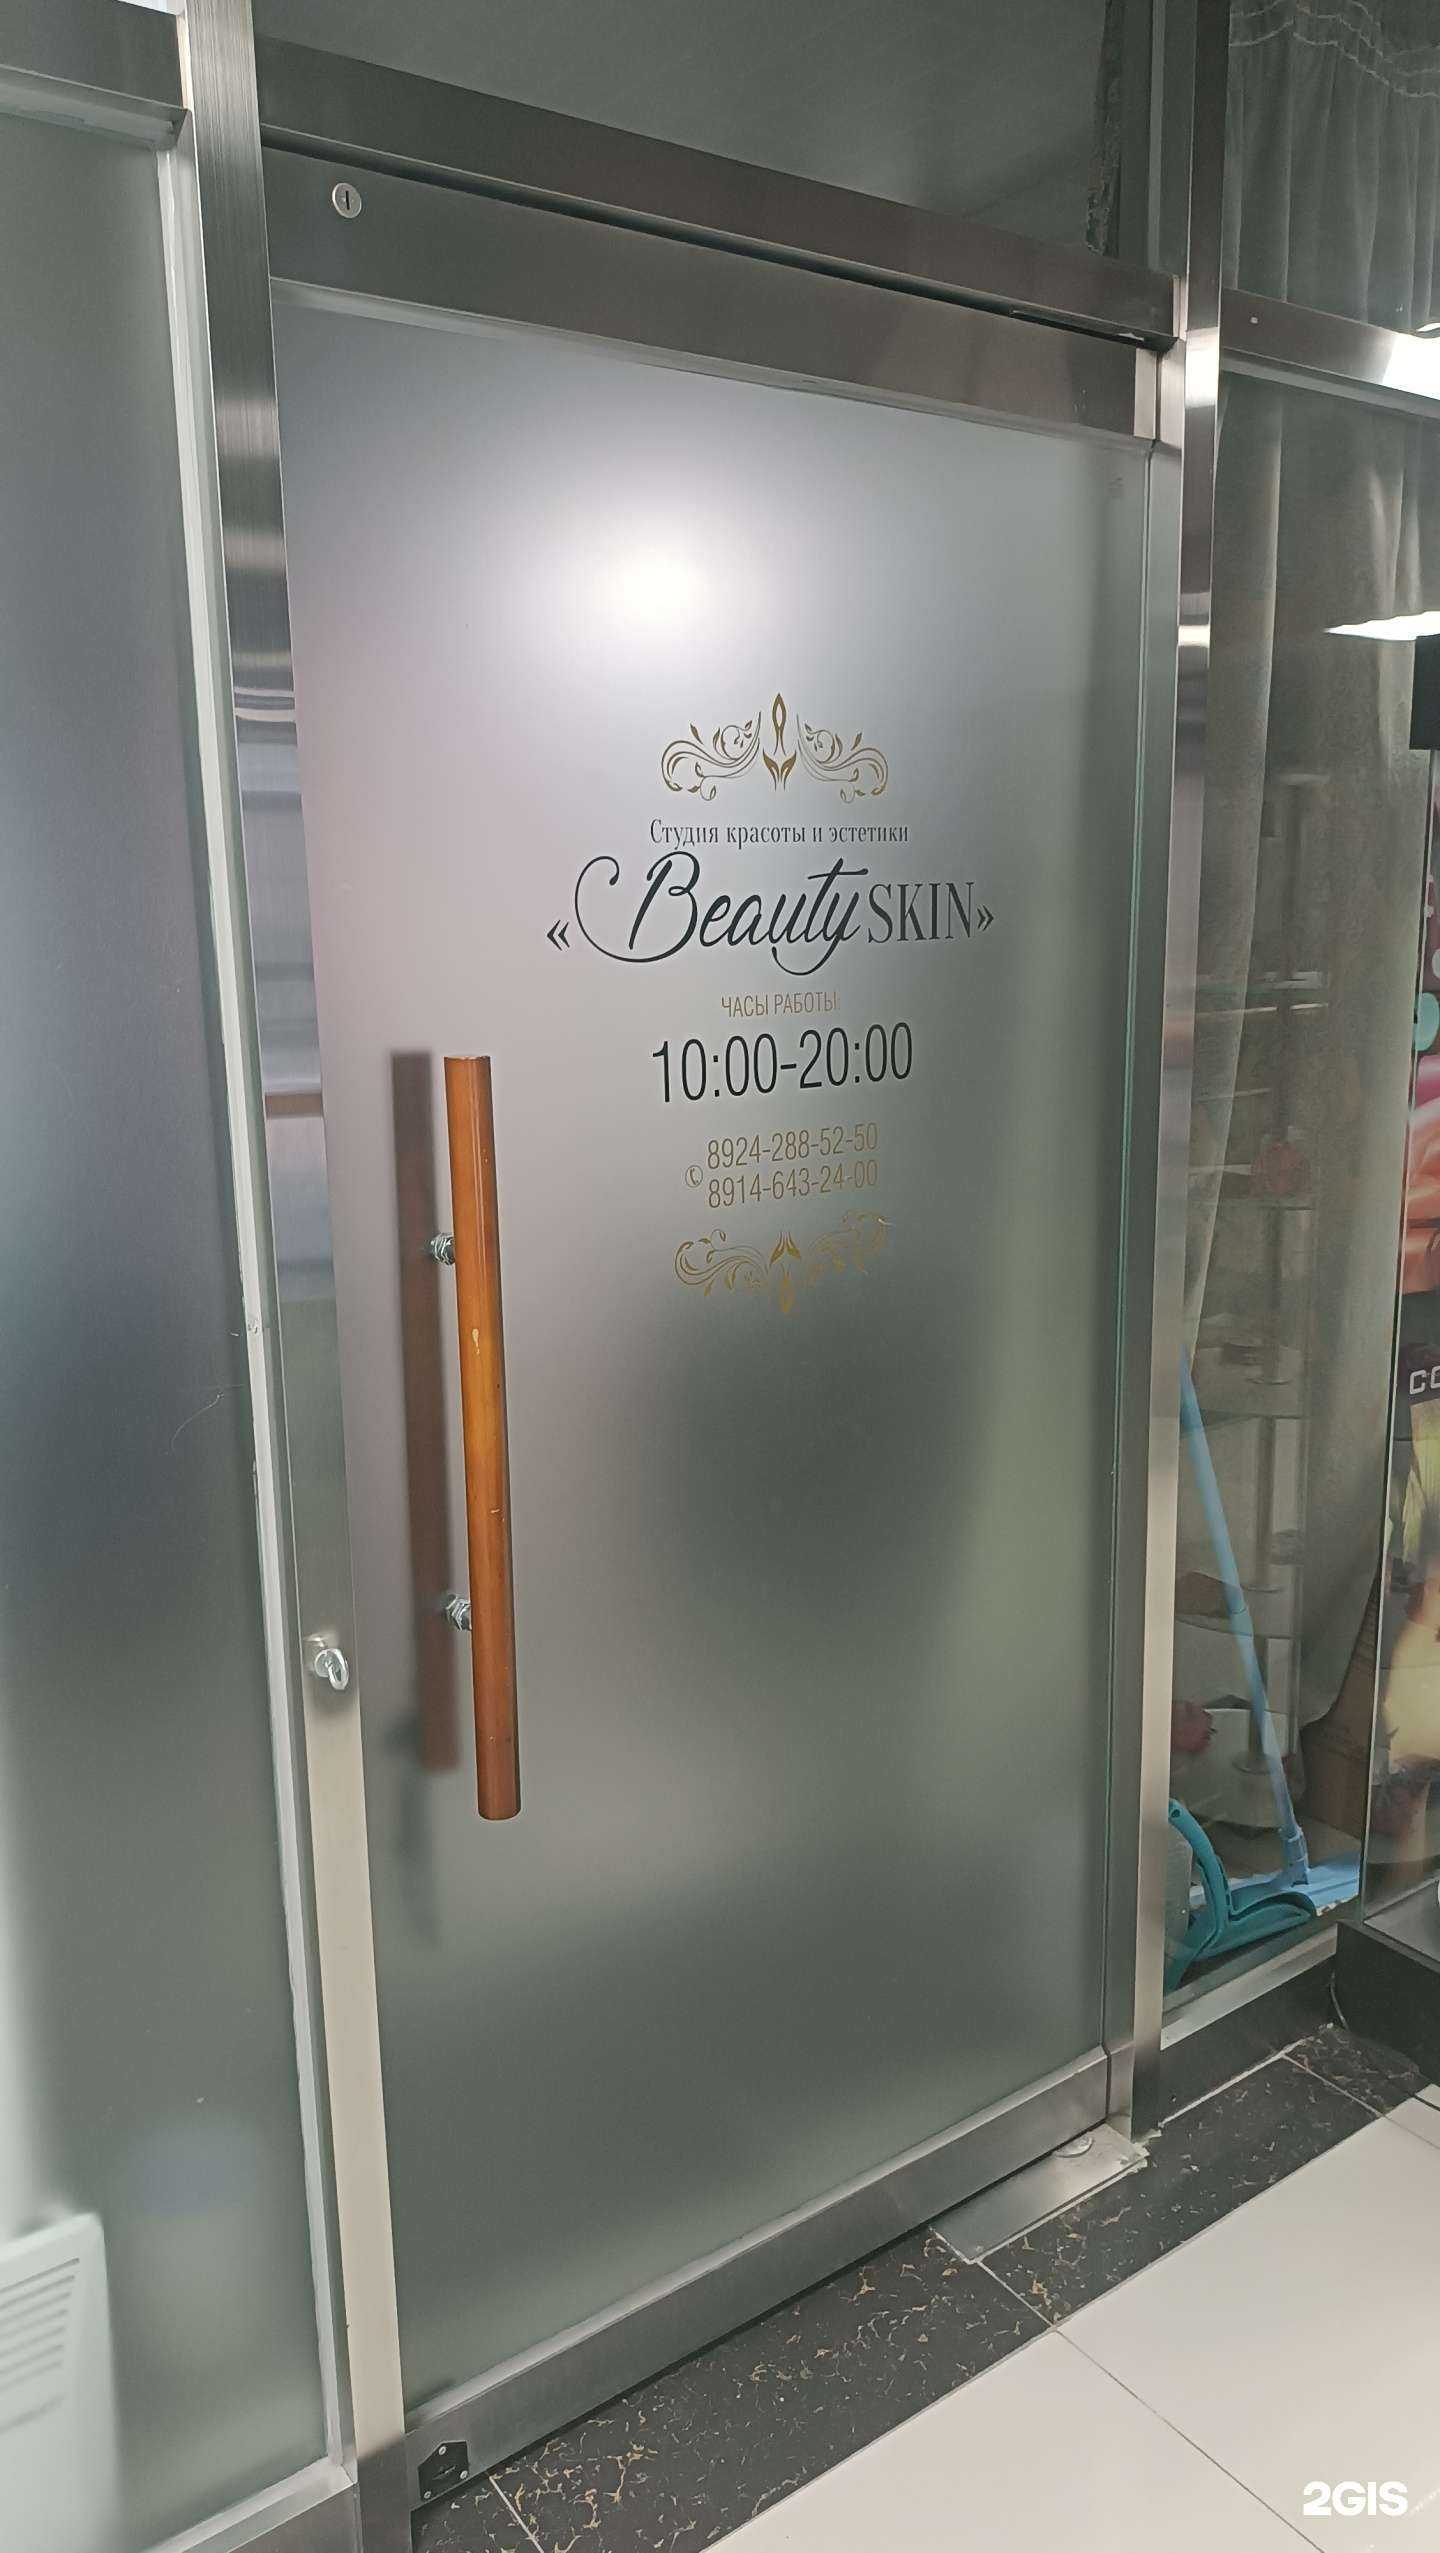 Студия красоты и эстетики
«Beauty SKIN»
ЧАСЫ РАБОТЫ:
10:00-20:00
8924-288-52-50
8914-643-24-00
2GIS